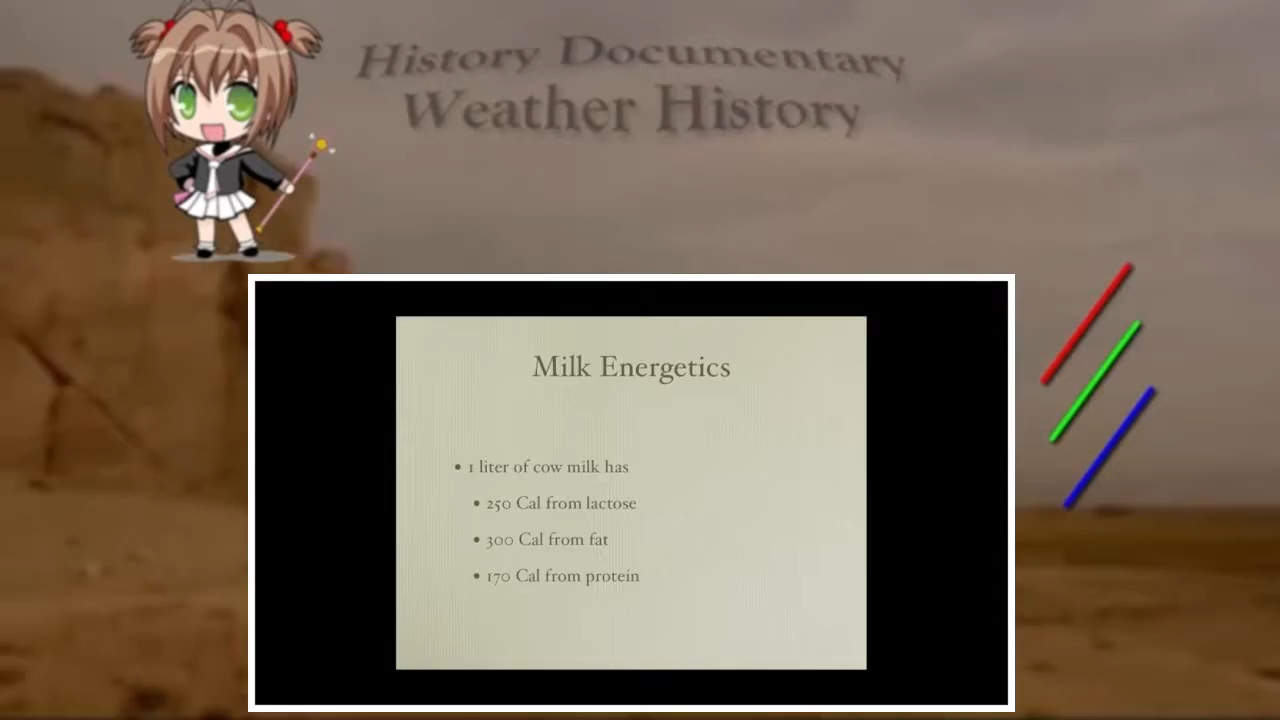 History Documentary
Weather History
Milk Energetics
• 1 liter of cow milk has
• 250 Cal from lactose
• 300 Cal from fat
• 170 Cal from protein